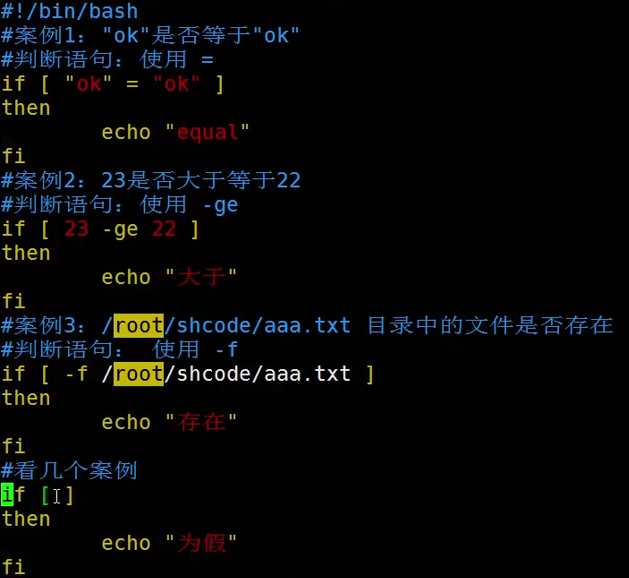 #!/bin/bash
#案例1："ok"是否等于"ok"
#判断语句：使用 =
if [ "ok" = "ok" ]
then
        echo "equal"
fi
#案例2：23是否大于等于22
#判断语句：使用 -ge
if [ 23 -ge 22 ]
then
        echo "大于"
fi
#案例3：/root/shcode/aaa.txt 目录中的文件是否存在
#判断语句： 使用 -f
if [ -f /root/shcode/aaa.txt ]
then
        echo "存在"
fi
#看几个案例
if [ ]
then
        echo "为假"
fi